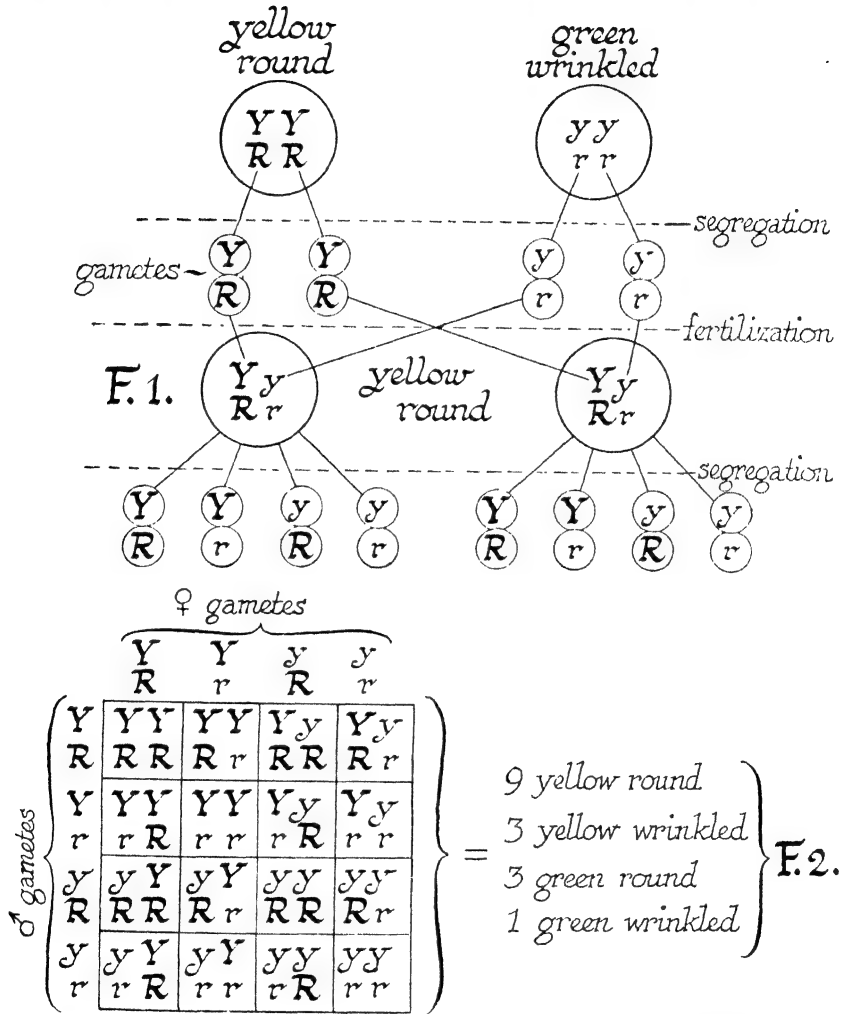 yellow round
green wrinkled
YY
RR
yy
rr
segregation
gametes
Y
R
Y
R
y
r
y
r
fertilization
F.1.
Yy
Rr
yellow round
Yy
Rr
segregation
Y
R
Y
r
y
R
y
r
Y
R
Y
r
y
R
y
r
♀ gametes
Y Y y y
R r R r
♂ gametes
Y YY YY Yy Yy
R RR Rr RR Rr
Y YY YY Yy Yy
r rR rr rR rr
y yY yY yy yy
R RR Rr RR Rr
y yY yY yy yy
r rR rr rR rr
=
9 yellow round
3 yellow wrinkled
3 green round
1 green wrinkled
F.2.